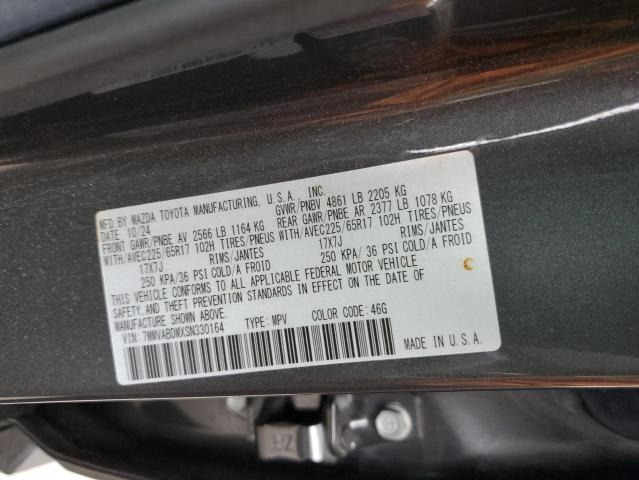 MFD. BY MAZDA TOYOTA MANUFACTURING, U.S.A., INC.
DATE 10/24 GVWR/PNBV 4861 LB 2205 KG
FRONT GAWR/PNBE AV 2566 LB 1164 KG REAR GAWR/PNBE AR 2377 LB 1078 KG
WITH/AVEC225/65R17 102H TIRES/PNEUS WITH/AVEC225/65R17 102H TIRES/PNEUS
17X7J RIMS/JANTES 17X7J RIMS/JANTES
250 KPA/36 PSI COLD/A FROID 250 KPA/ 36 PSI COLD/A FROID
THIS VEHICLE CONFORMS TO ALL APPLICABLE FEDERAL MOTOR VEHICLE
SAFETY, AND THEFT PREVENTION STANDARDS IN EFFECT ON THE DATE OF
MANUFACTURE SHOWN ABOVE.
VIN: 7MMVABDMXSN330164 TYPE: MPV COLOR CODE: 46G
MADE IN U.S.A.